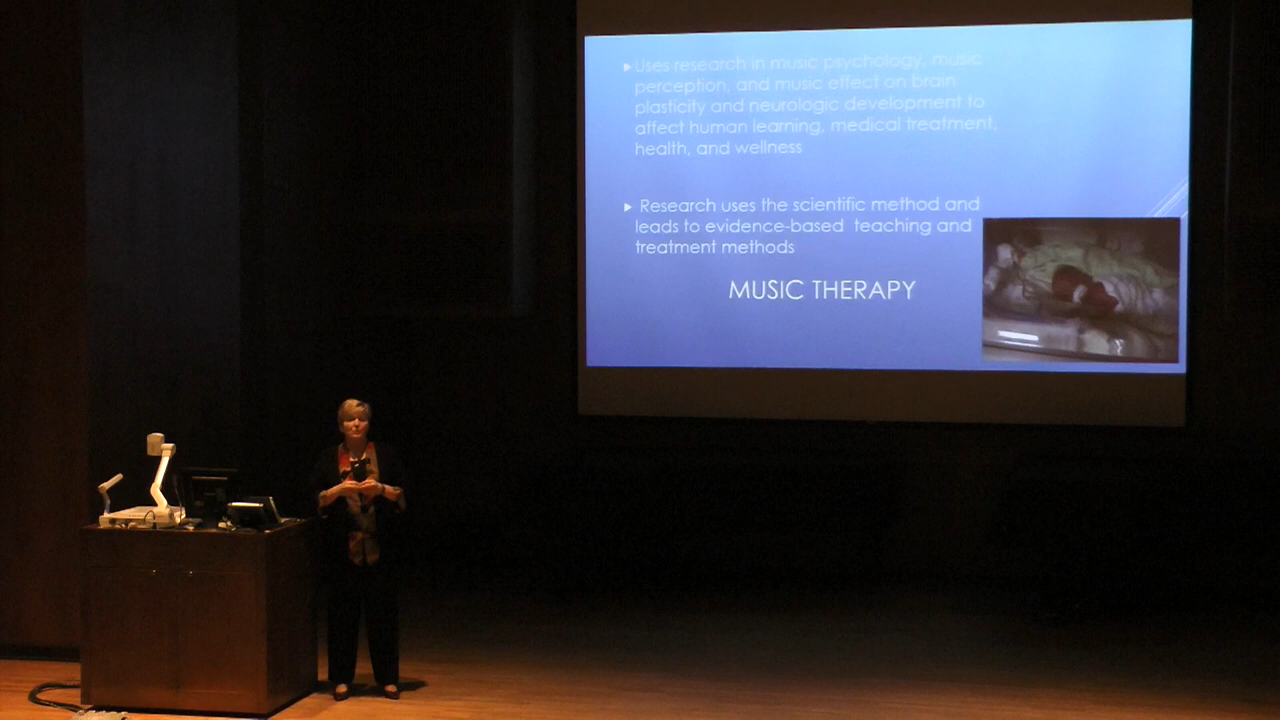 Uses research in music psychology, music
perception, and music effect on brain
plasticity and neurologic development to
affect human learning, medical treatment,
health, and wellness
Research uses the scientific method and
leads to evidence-based teaching and
treatment methods
MUSIC THERAPY